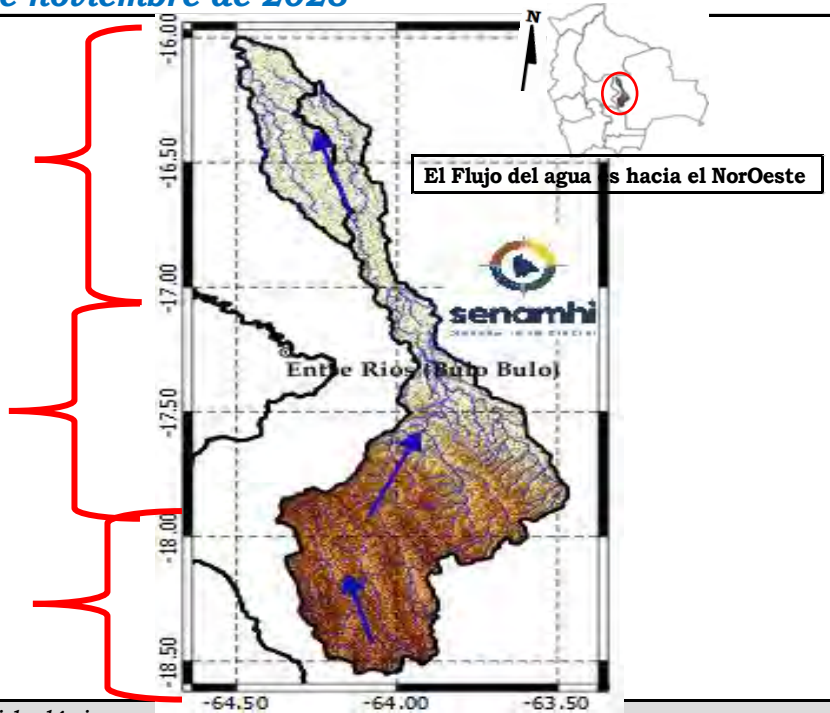 e noviembre de 2023
N
El Flujo del agua es hacia el NorOeste
senamhi
Entre Rios (Bulo Bulo)
-16.00
-16.50
-17.00
-17.50
-18.00
-18.50
-64.50
-64.00
-63.50